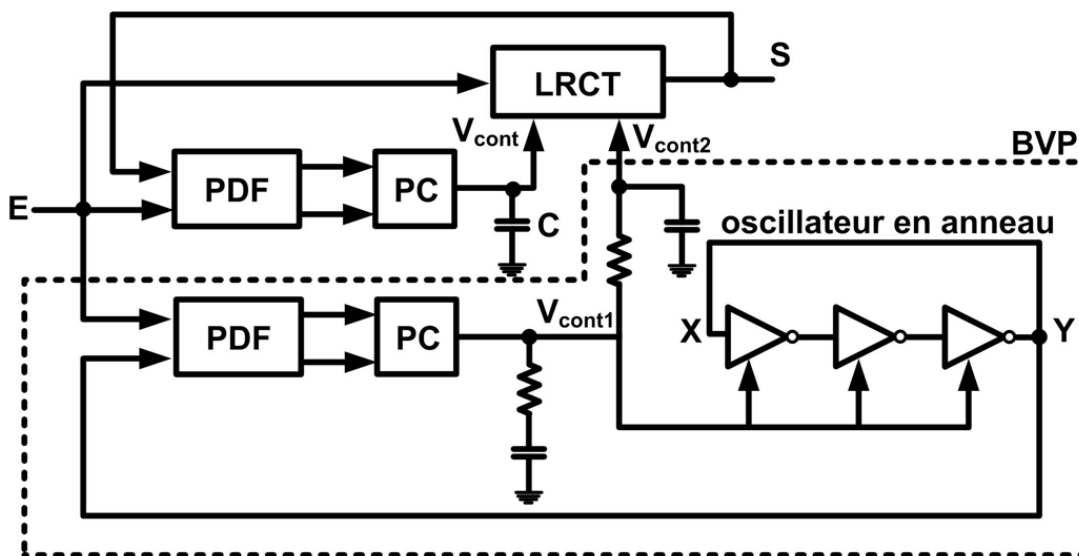 S
LRCT
Vcont
Vcont2
BVP
PDF
PC
E
C
oscillateur en anneau
PDF
PC
Vcont1
X
Y